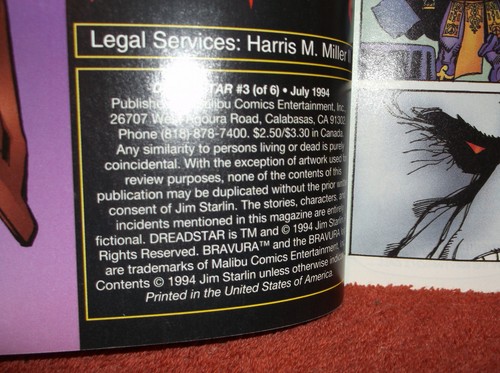 Legal Services: Harris M. Miller
DREADSTAR #3 (of 6) • July 1994
Malibu Comics Entertainment, Inc.
26707 Agoura Road, Calabasas, CA 91302
Phone (818) 878-7400. $2.50/$3.30 in Canada.
Any similarity to persons living or dead is purely
coincidental. With the exception of artwork used for
review purposes, none of the contents of this
publication may be duplicated without the prior
consent of Jim Starlin. The stories, characters, and
incidents mentioned in this magazine are entirely
fictional. DREADSTAR is TM and © 1994 Jim Starlin
Rights Reserved. BRAVURA™ and the BRAVURA
are trademarks of Malibu Comics Entertainment,
Contents © 1994 Jim Starlin unless otherwise
Printed in the United States of America